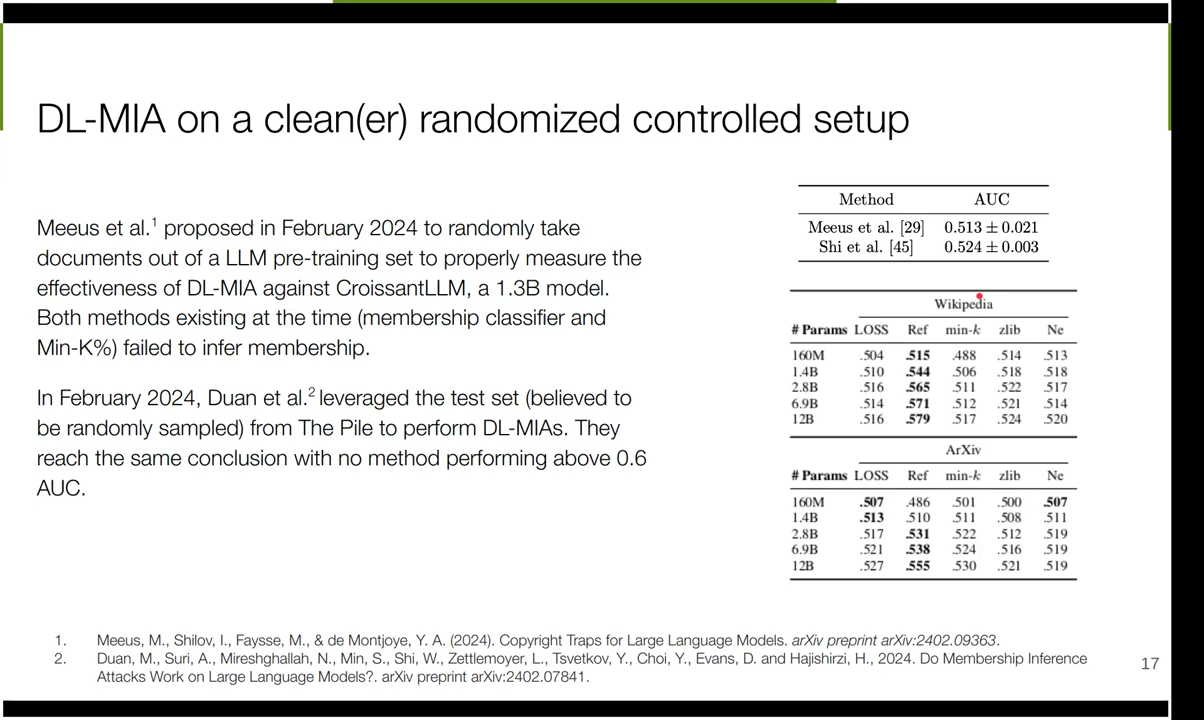 DL-MIA on a clean(er) randomized controlled setup
Meeus et al.1 proposed in February 2024 to randomly take
documents out of a LLM pre-training set to properly measure the
effectiveness of DL-MIA against CroissantLLM, a 1.3B model.
Both methods existing at the time (membership classifier and
Min-K%) failed to infer membership.
In February 2024, Duan et al.2 leveraged the test set (believed to
be randomly sampled) from The Pile to perform DL-MIAs. They
reach the same conclusion with no method performing above 0.6
AUC.
Method AUC
Meeus et al. [29] 0.513 ± 0.021
Shi et al. [45] 0.524 ± 0.003
Wikipedia
# Params LOSS Ref min-k zlib Ne
160M .504 .515 .488 .514 .513
1.4B .510 .544 .506 .518 .518
2.8B .516 .565 .511 .522 .517
6.9B .514 .571 .512 .521 .514
12B .516 .579 .517 .524 .520
ArXiv
# Params LOSS Ref min-k zlib Ne
160M .507 .486 .501 .500 .507
1.4B .513 .510 .511 .508 .511
2.8B .517 .531 .522 .512 .519
6.9B .521 .538 .524 .516 .519
12B .527 .555 .530 .521 .519
1. Meeus, M., Shilov, I., Faysse, M., & de Montjoye, Y. A. (2024). Copyright Traps for Large Language Models. arXiv preprint arXiv:2402.09363.
2. Duan, M., Suri, A., Mireshghallah, N., Min, S., Shi, W., Zettlemoyer, L., Tsvetkov, Y., Choi, Y., Evans, D. and Hajishirzi, H., 2024. Do Membership Inference
Attacks Work on Large Language Models?. arXiv preprint arXiv:2402.07841.
17